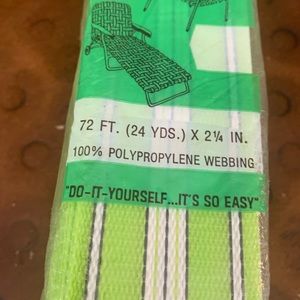 72 FT. (24 YDS.) X 2¼ IN.
100% POLYPROPYLENE WEBBING
"DO-IT-YOURSELF...IT'S SO EASY"